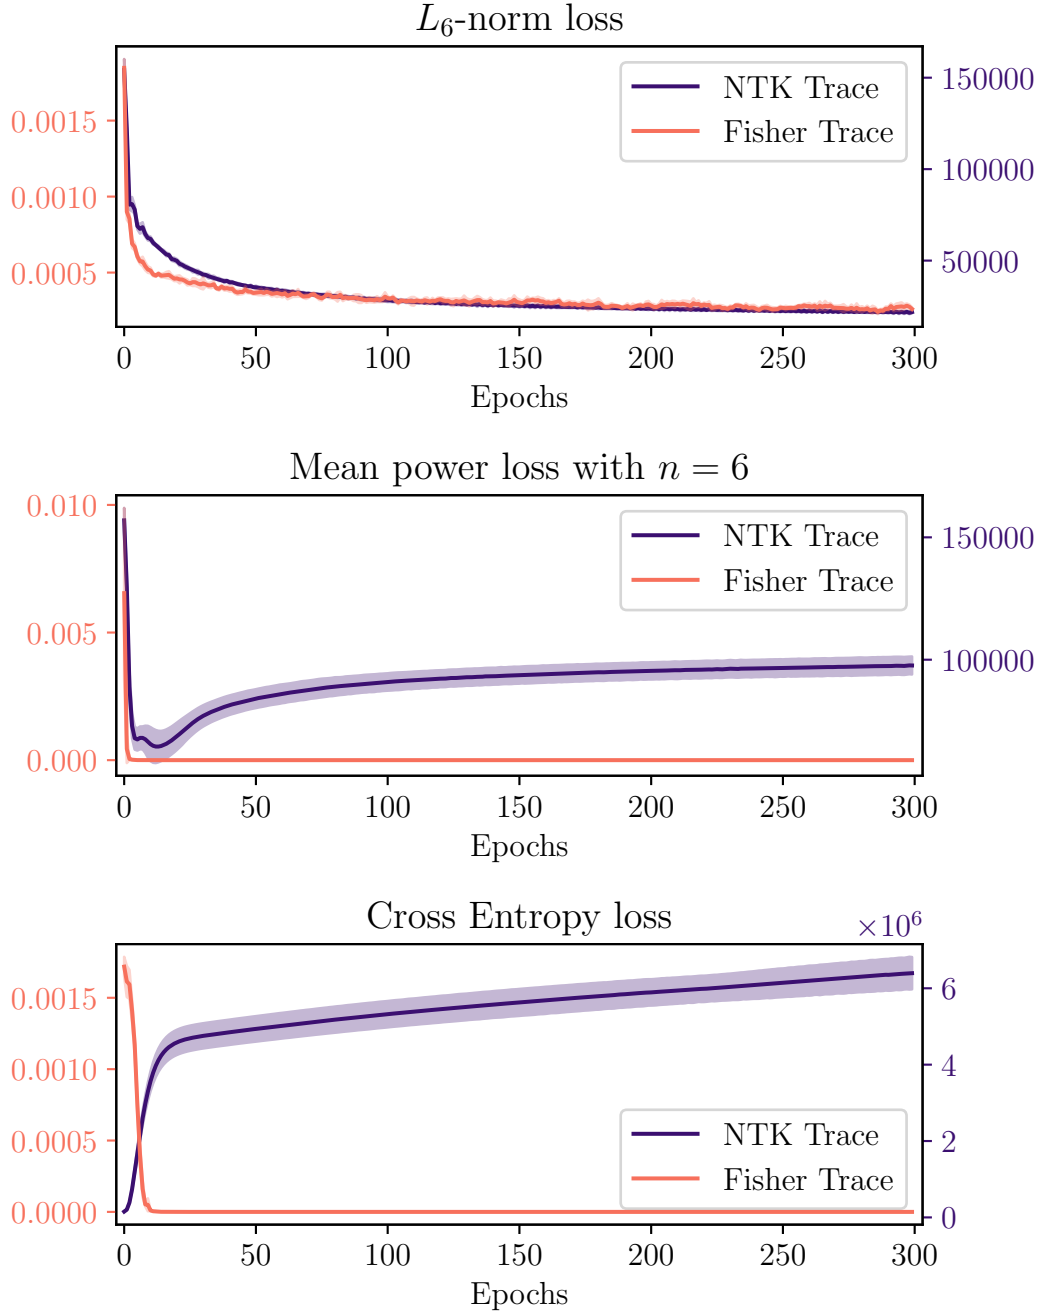 L₆-norm loss
NTK Trace
Fisher Trace
0.0015
0.0010
0.0005
150000
100000
50000
0 50 100 150 200 250 300
Epochs
Mean power loss with n = 6
NTK Trace
Fisher Trace
0.010
0.005
0.000
150000
100000
0 50 100 150 200 250 300
Epochs
Cross Entropy loss
×10⁶
0.0015
0.0010
0.0005
0.0000
6
4
2
0
NTK Trace
Fisher Trace
0 50 100 150 200 250 300
Epochs